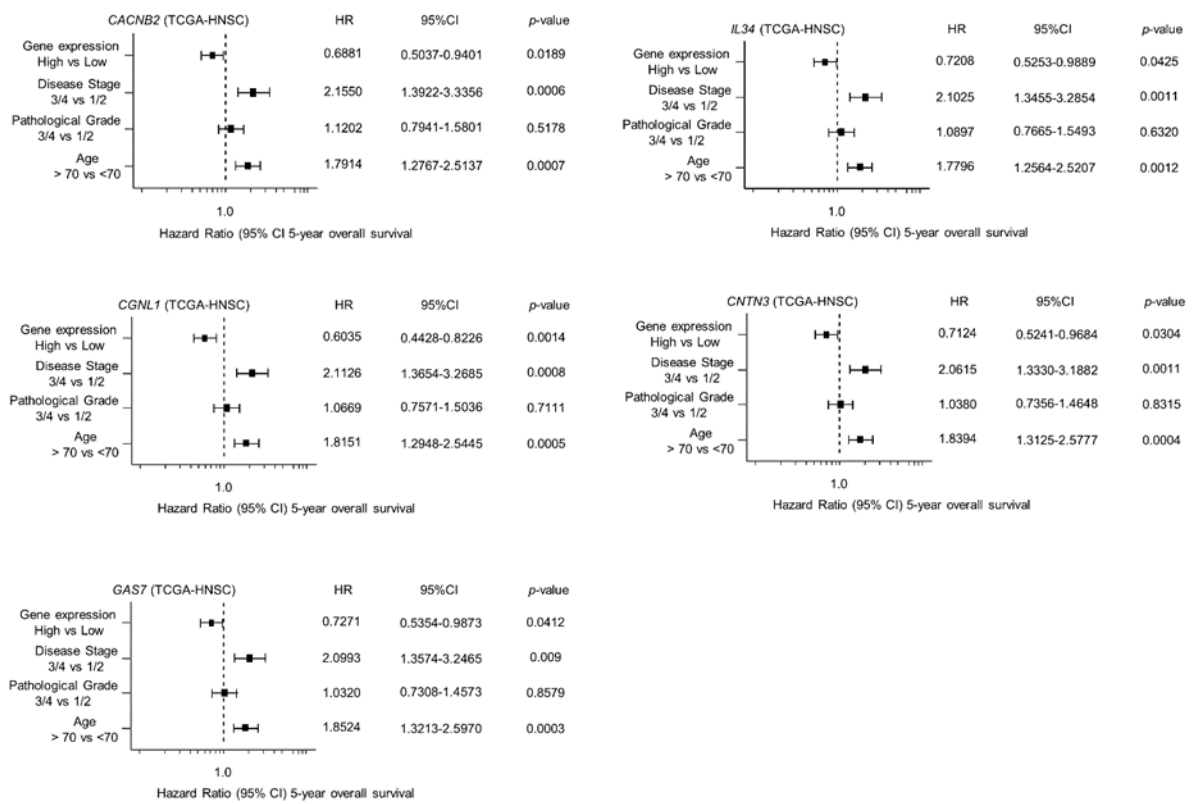 CACNB2 (TCGA-HNSC) HR 95%CI p-value
Gene expression
High vs Low 0.6881 0.5037-0.9401 0.0189
Disease Stage
3/4 vs 1/2 2.1550 1.3922-3.3356 0.0006
Pathological Grade
3/4 vs 1/2 1.1202 0.7941-1.5801 0.5178
Age
> 70 vs <70 1.7914 1.2767-2.5137 0.0007
1.0
Hazard Ratio (95% CI 5-year overall survival
IL34 (TCGA-HNSC) HR 95%CI p-value
Gene expression
High vs Low 0.7208 0.5253-0.9889 0.0425
Disease Stage
3/4 vs 1/2 2.1025 1.3455-3.2854 0.0011
Pathological Grade
3/4 vs 1/2 1.0897 0.7665-1.5493 0.6320
Age
> 70 vs <70 1.7796 1.2564-2.5207 0.0012
1.0
Hazard Ratio (95% CI 5-year overall survival
CGNL1 (TCGA-HNSC) HR 95%CI p-value
Gene expression
High vs Low 0.6035 0.4428-0.8226 0.0014
Disease Stage
3/4 vs 1/2 2.1126 1.3654-3.2685 0.0008
Pathological Grade
3/4 vs 1/2 1.0669 0.7571-1.5036 0.7111
Age
> 70 vs <70 1.8151 1.2948-2.5445 0.0005
1.0
Hazard Ratio (95% CI) 5-year overall survival
CNTN3 (TCGA-HNSC) HR 95%CI p-value
Gene expression
High vs Low 0.7124 0.5241-0.9684 0.0304
Disease Stage
3/4 vs 1/2 2.0615 1.3330-3.1882 0.0011
Pathological Grade
3/4 vs 1/2 1.0380 0.7356-1.4648 0.8315
Age
> 70 vs <70 1.8394 1.3125-2.5777 0.0004
1.0
Hazard Ratio (95% CI) 5-year overall survival
GAS7 (TCGA-HNSC) HR 95%CI p-value
Gene expression
High vs Low 0.7271 0.5354-0.9873 0.0412
Disease Stage
3/4 vs 1/2 2.0993 1.3574-3.2465 0.009
Pathological Grade
3/4 vs 1/2 1.0320 0.7308-1.4573 0.8579
Age
> 70 vs <70 1.8524 1.3213-2.5970 0.0003
1.0
Hazard Ratio (95% CI) 5-year overall survival